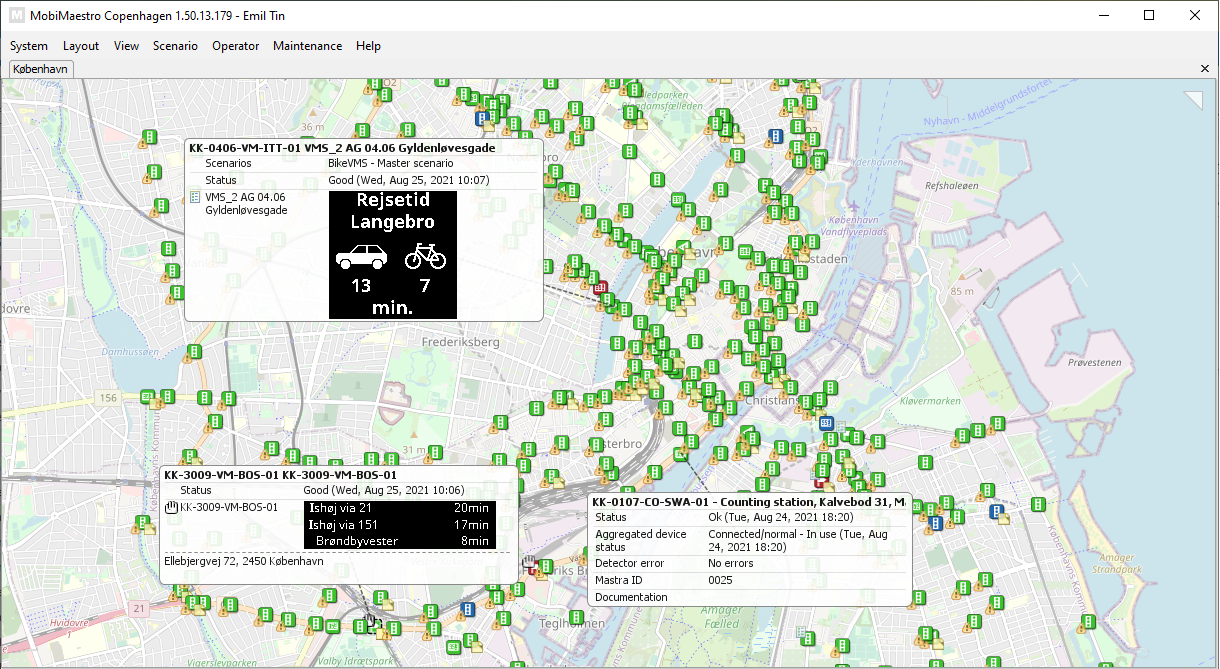 MobiMaestro Copenhagen 1.50.13.179 - Emil Tin
System Layout View Scenario Operator Maintenance Help
København
36 m
Nyhavn - Middelgrundsfortet
KK-0406-VM-ITT-01 VMS_2 AG 04.06 Gyldenløvesgade
Scenarios BikeVMS - Master scenario
Status Good (Wed, Aug 25, 2021 10:07)
VMS_2 AG 04.06
Gyldenløvesgade
Rejsetid
Langebro
13 7
min.
Refshaleøen
København
Vandflyveplads
85 m
Damhussøen
Frederiksberg
Prøvestenen
156
Kløvermarken
31 m
KK-3009-VM-BOS-01 KK-3009-VM-BOS-01
Status Good (Wed, Aug 25, 2021 10:06)
KK-3009-VM-BOS-01
Ishøj via 21 20min
Ishøj via 151 17min
Brøndbyvester 8min
Ellebjergvej 72, 2450 København
KK-0107-CO-SWA-01 - Counting station, Kalvebod 31, M
Status Ok (Tue, Aug 24, 2021 18:20)
Aggregated device
status
Connected/normal - In use (Tue, Aug
24, 2021 18:20)
Detector error No errors
Mastra ID 0025
Documentation
Amager
Strandpark
21
Hvidovre
Amager
Fælled
Teglholmen
Vigerslevparken
Valby Idrætspark